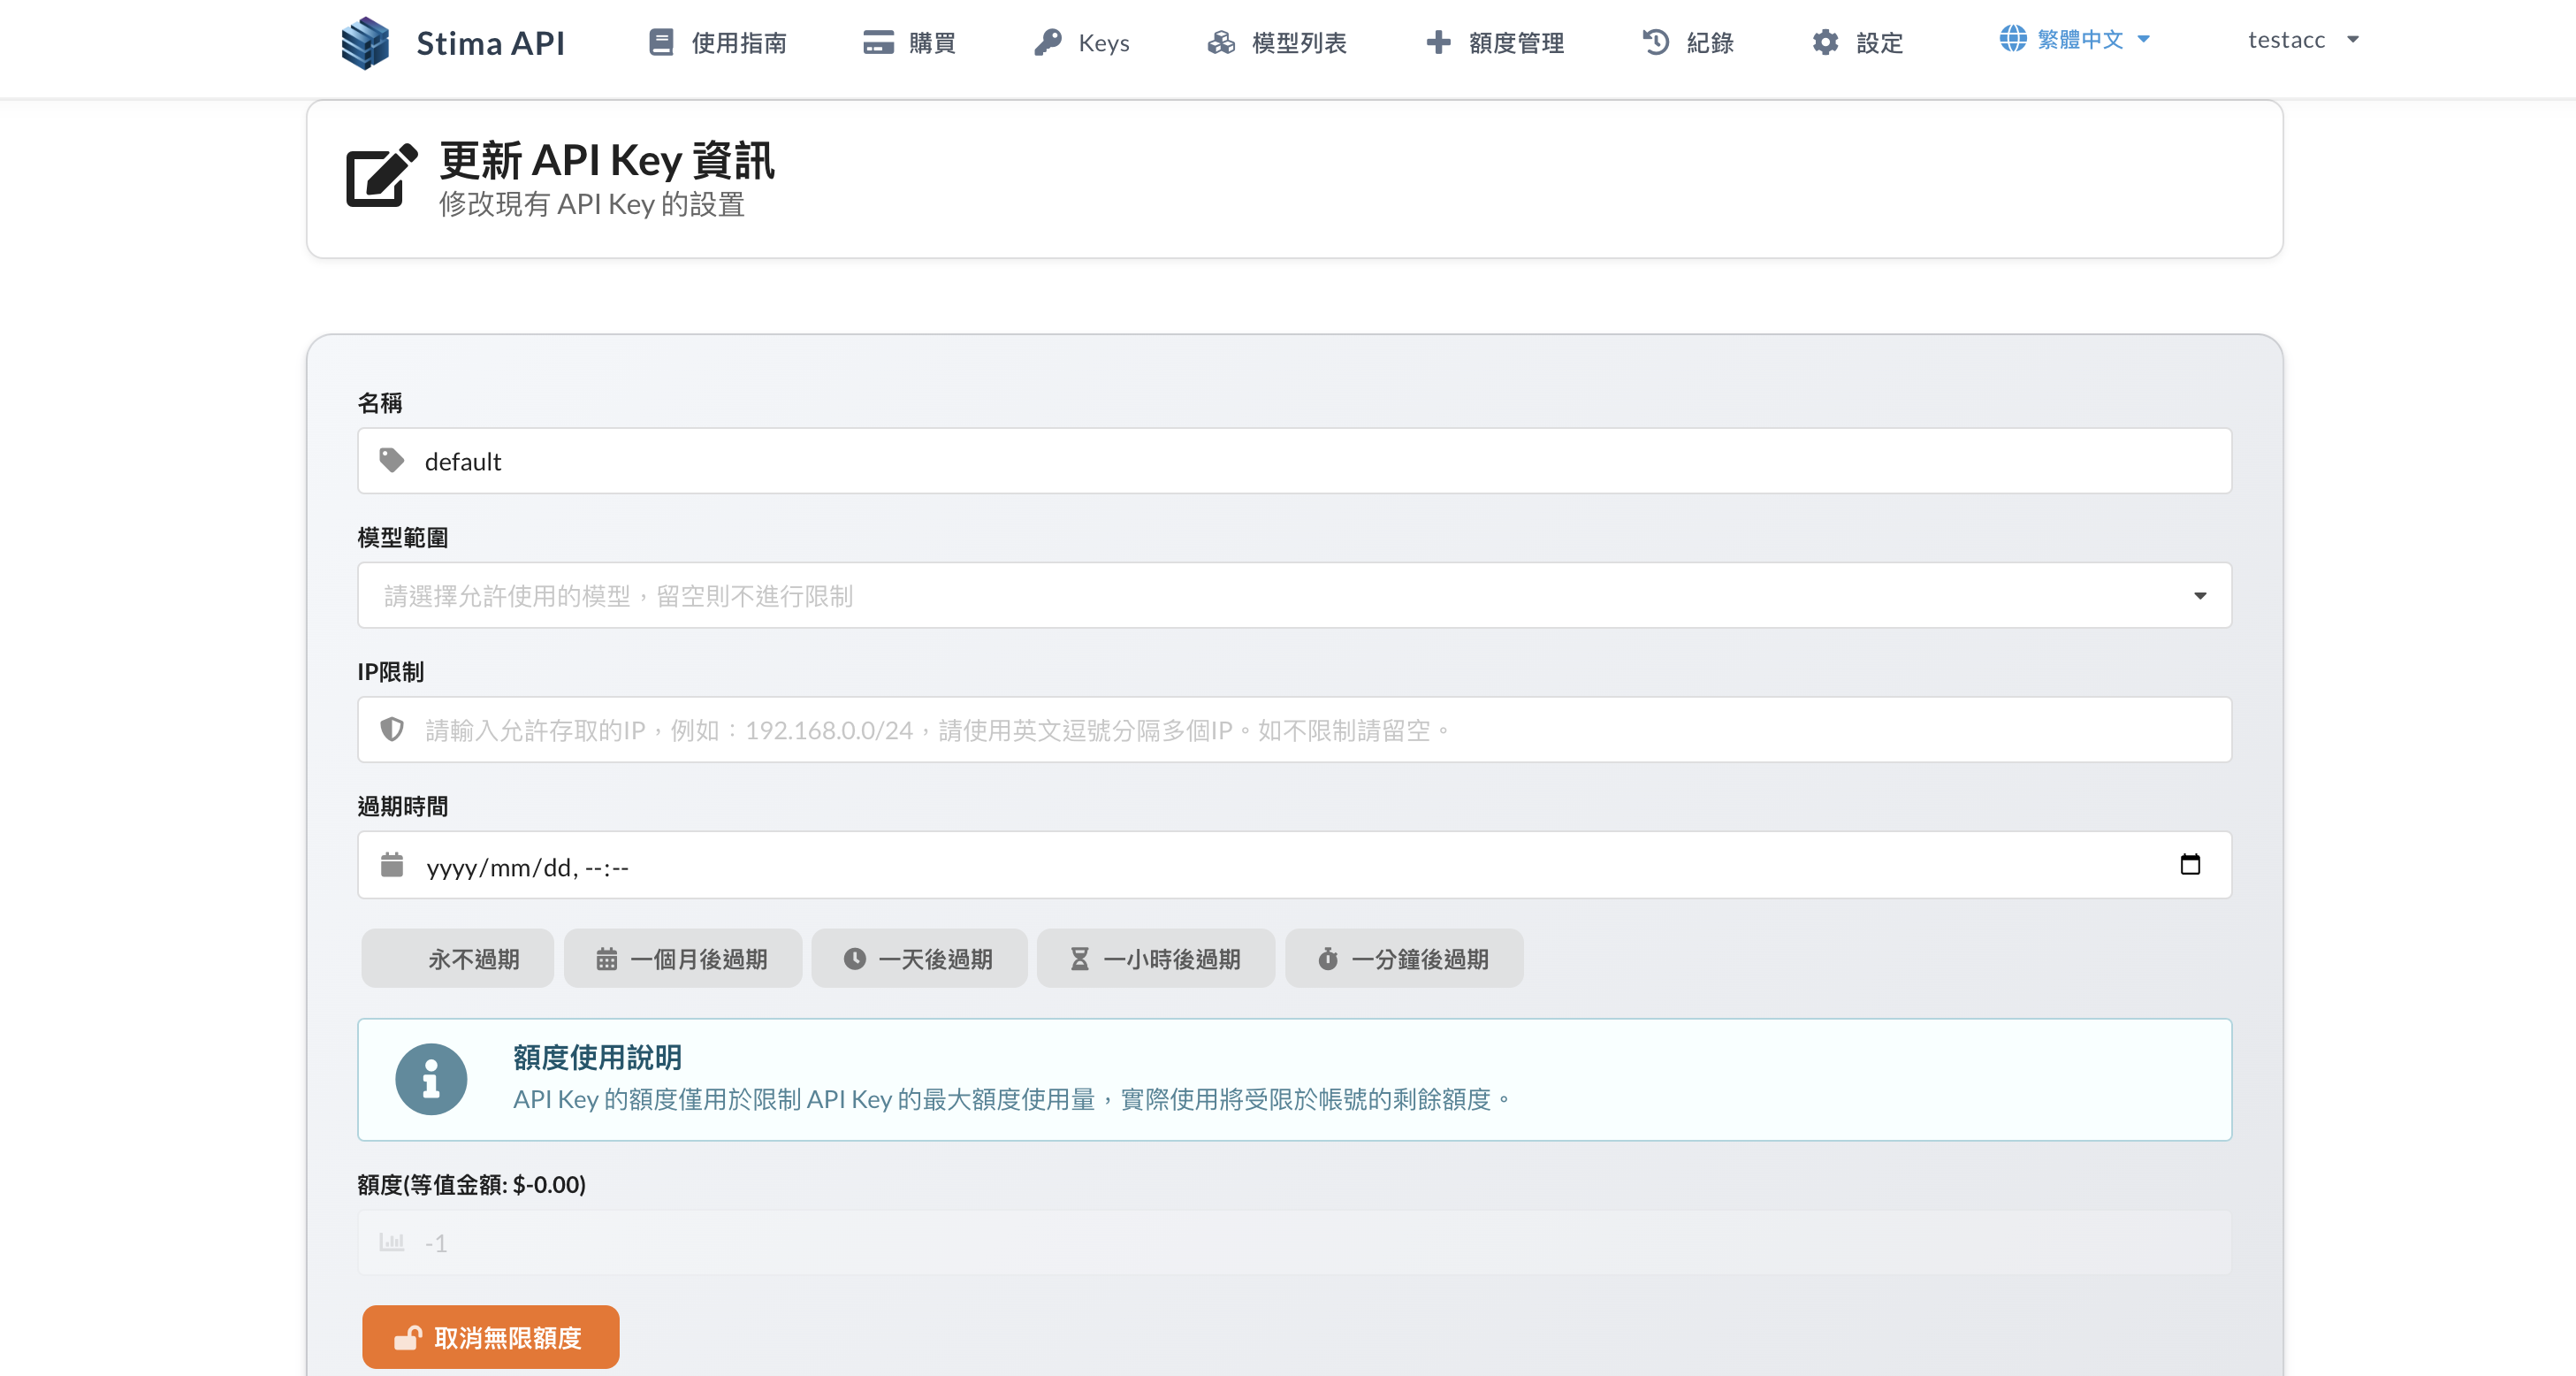 Stima API 使用指南 購買 Keys 模型列表 額度管理 紀錄 設定 繁體中文 testacc
更新 API Key 資訊
修改現有 API Key 的設置
名稱
default
模型範圍
請選擇允許使用的模型，留空則不進行限制
IP限制
請輸入允許存取的IP，例如：192.168.0.0/24，請使用英文逗號分隔多個IP。如不限制請留空。
過期時間
yyyy/mm/dd, --:--
永不過期 一個月後過期 一天後過期 一小時後過期 一分鐘後過期
額度使用說明
API Key 的額度僅用於限制 API Key 的最大額度使用量，實際使用將受限於帳號的剩餘額度。
額度(等值金額: $-0.00)
-1
取消無限額度